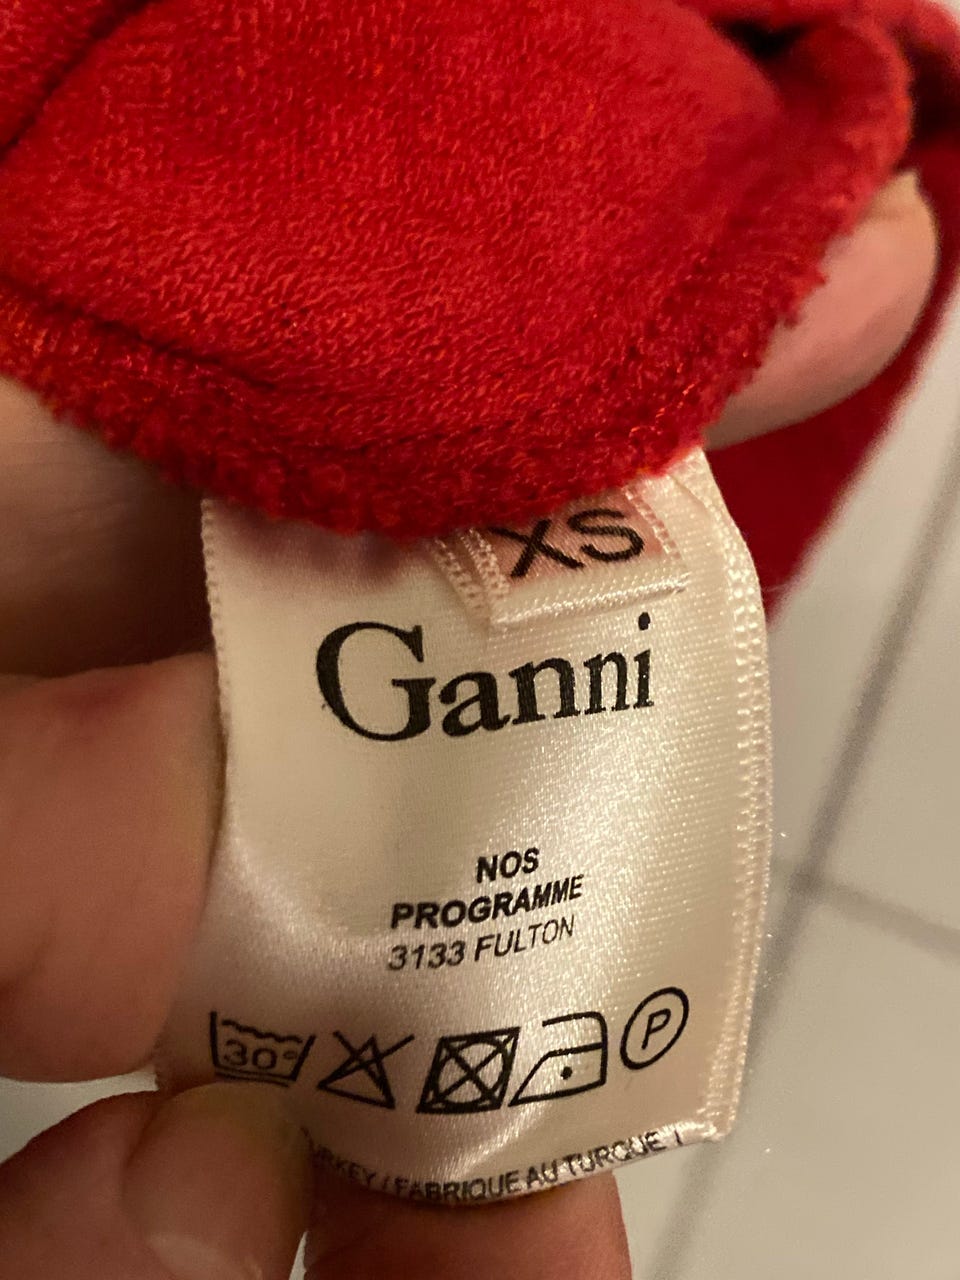 XS
Ganni
NOS
PROGRAMME
3133 FULTON
30°
P
/ FABRIQUE AU TURQUE /